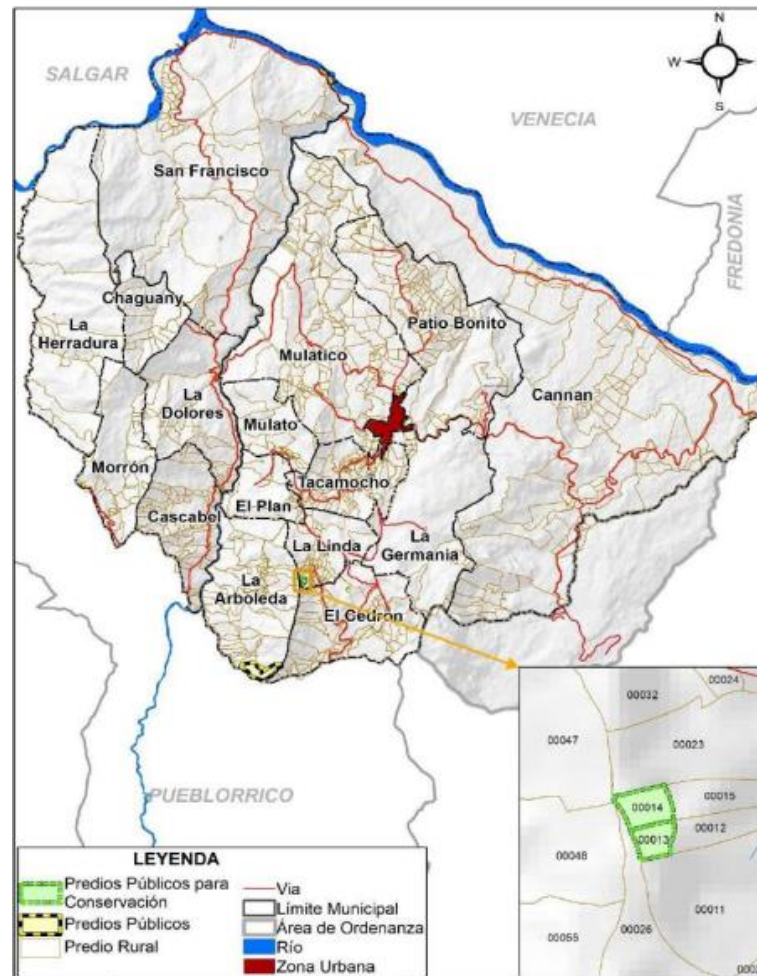 N
W
E
S
SALGAR
VENECIA
FREDONIA
San Francisco
Chaguany
La
Herradura
Patio Bonito
Mulatico
Cannan
La
Dolores
Mulato
Morrón
Tacamocho
Cascabel
El Plan
La Linda
La
Germania
La
Arboleda
El Cedron
PUEBLORRICO
00024
00032
00047
00023
00014
00015
00013
00012
00048
00011
00026
00055
LEYENDA
Predios Públicos para
Conservación
Predios Públicos
Predio Rural
Via
Límite Municipal
Área de Ordenanza
Río
Zona Urbana